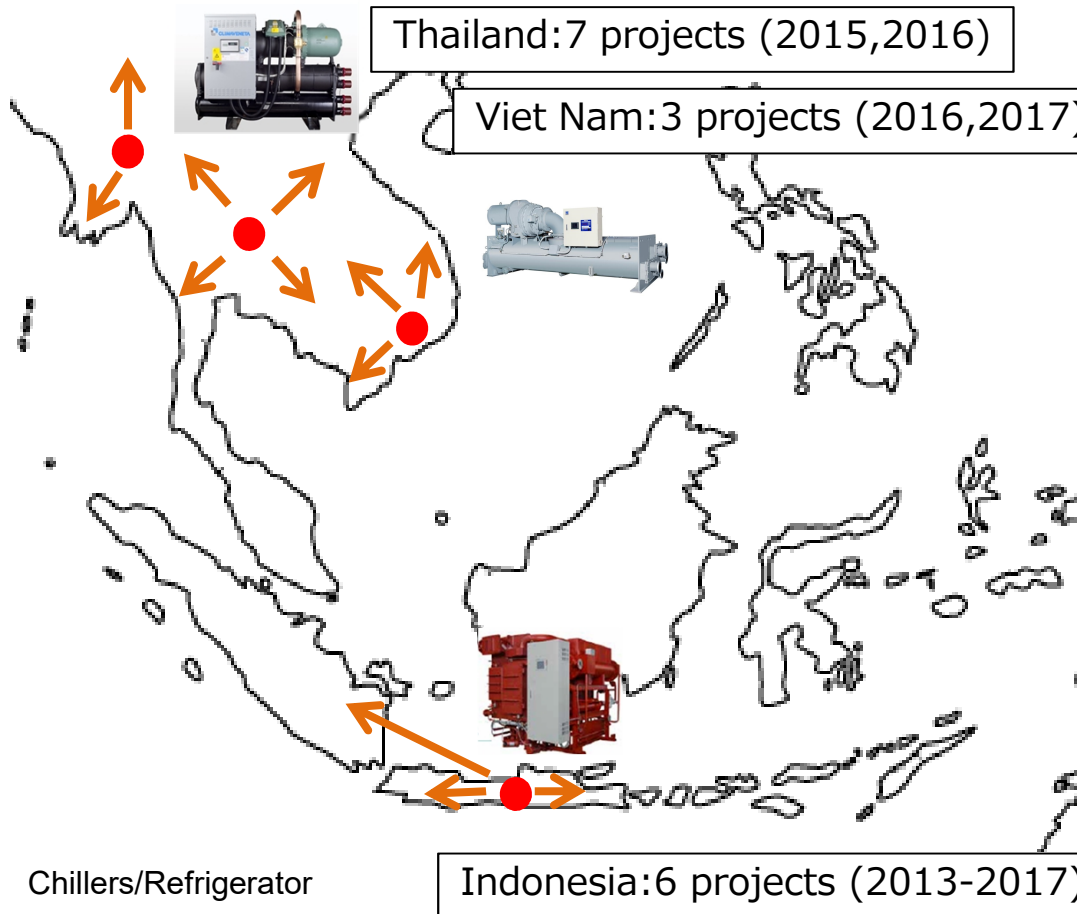 Thailand:7 projects (2015,2016)
Viet Nam:3 projects (2016,2017)
Chillers/Refrigerator
Indonesia:6 projects (2013-2017)